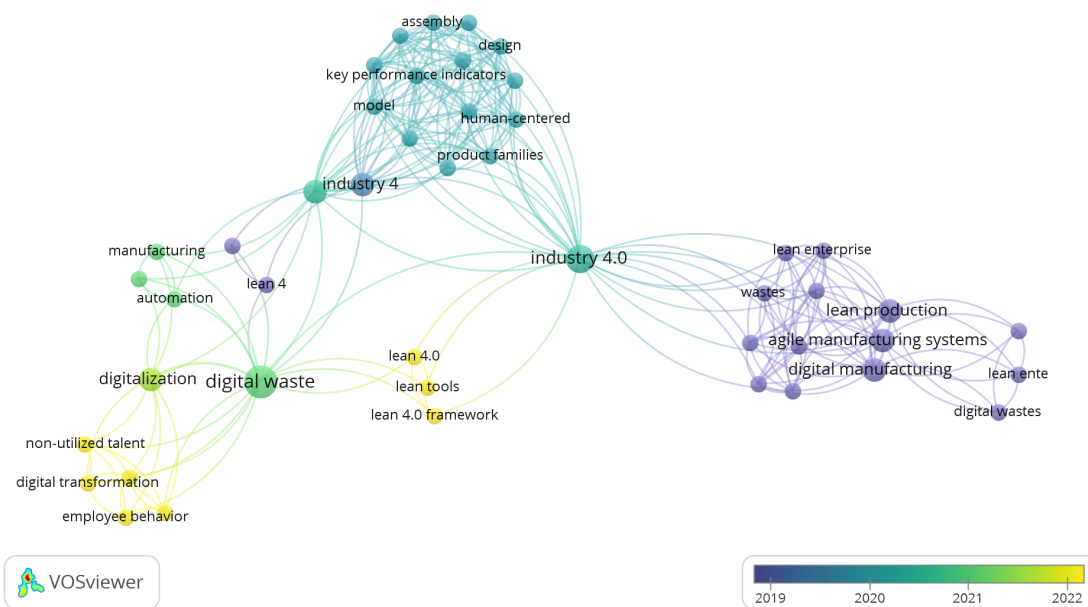 assembly
design
key performance indicators
model
human-centered
product families
industry 4
manufacturing
lean 4
automation
industry 4.0
lean enterprise
wastes
lean production
agile manufacturing systems
digital manufacturing
lean ente
digital wastes
lean 4.0
lean tools
lean 4.0 framework
digitalization
digital waste
non-utilized talent
digital transformation
employee behavior
VOSviewer
2019
2020
2021
2022